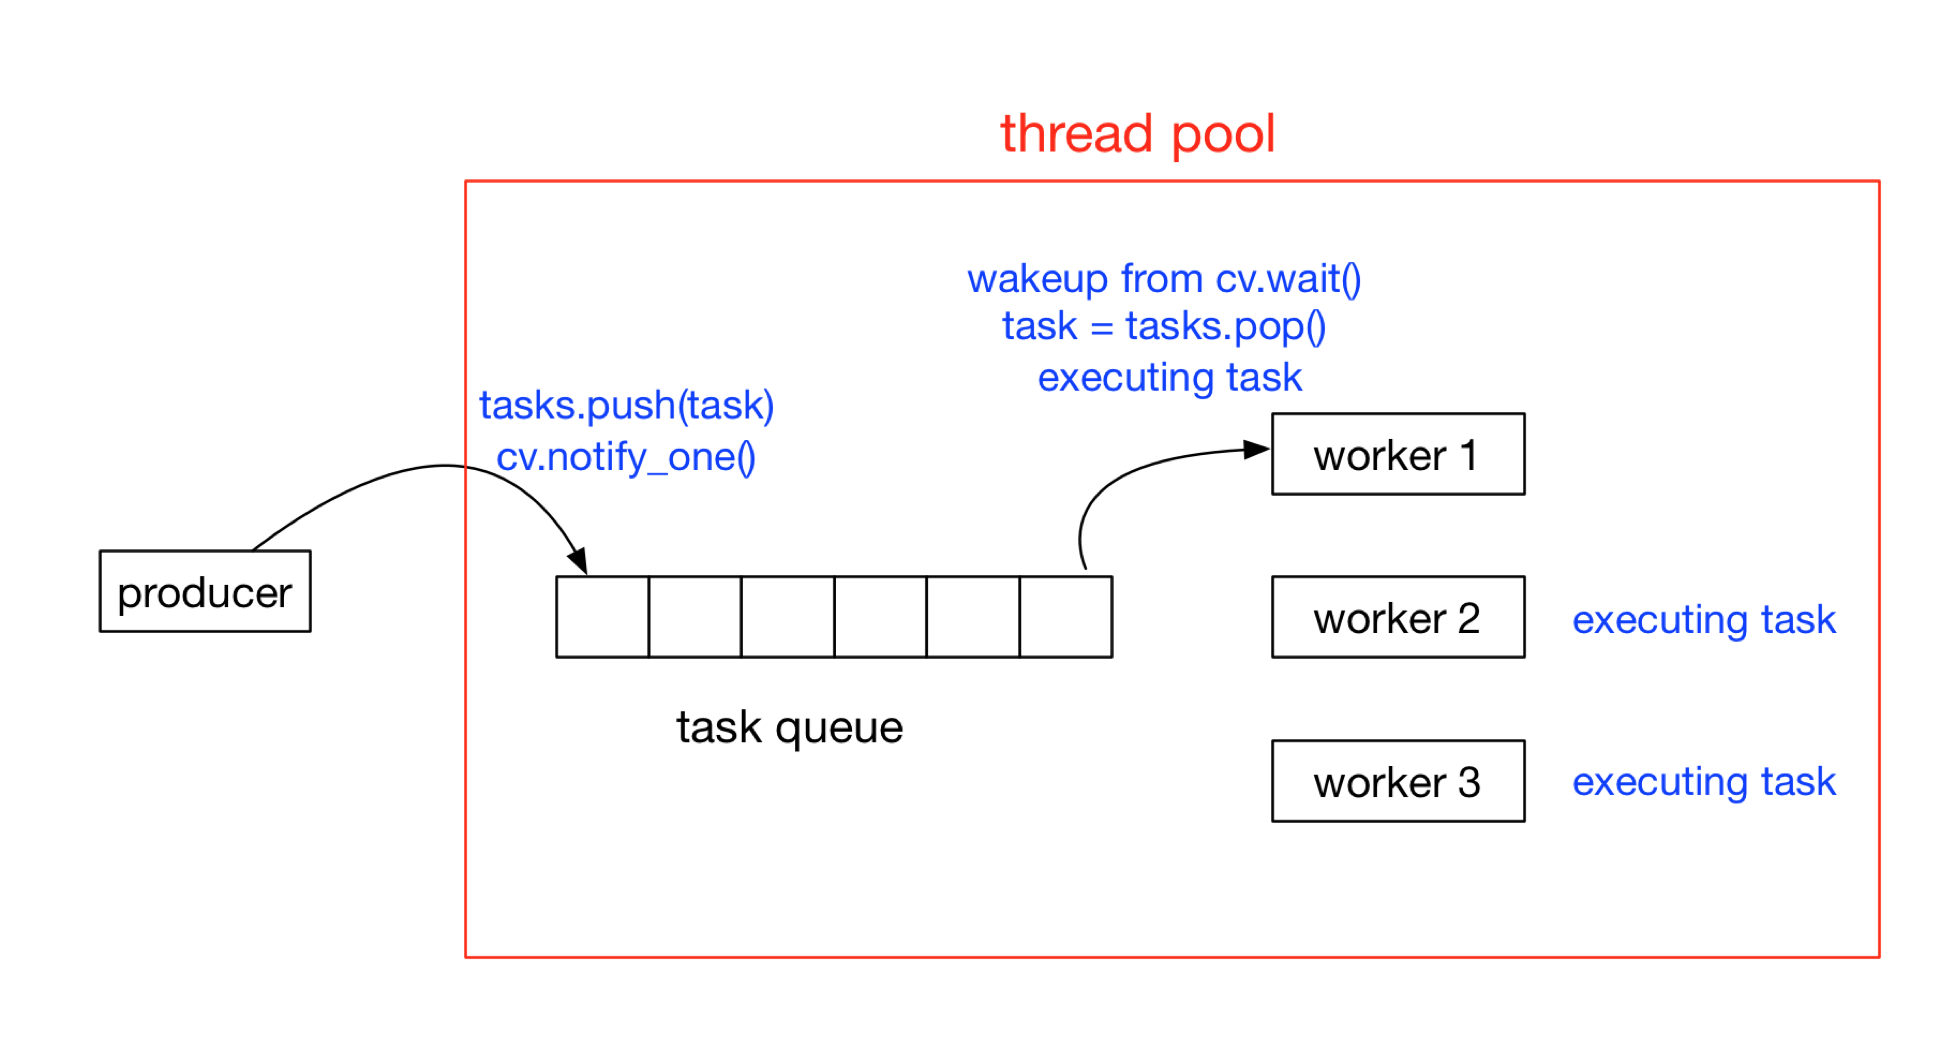 thread pool
wakeup from cv.wait()
task = tasks.pop()
executing task
tasks.push(task)
cv.notify_one()
worker 1
producer
worker 2
executing task
task queue
worker 3
executing task